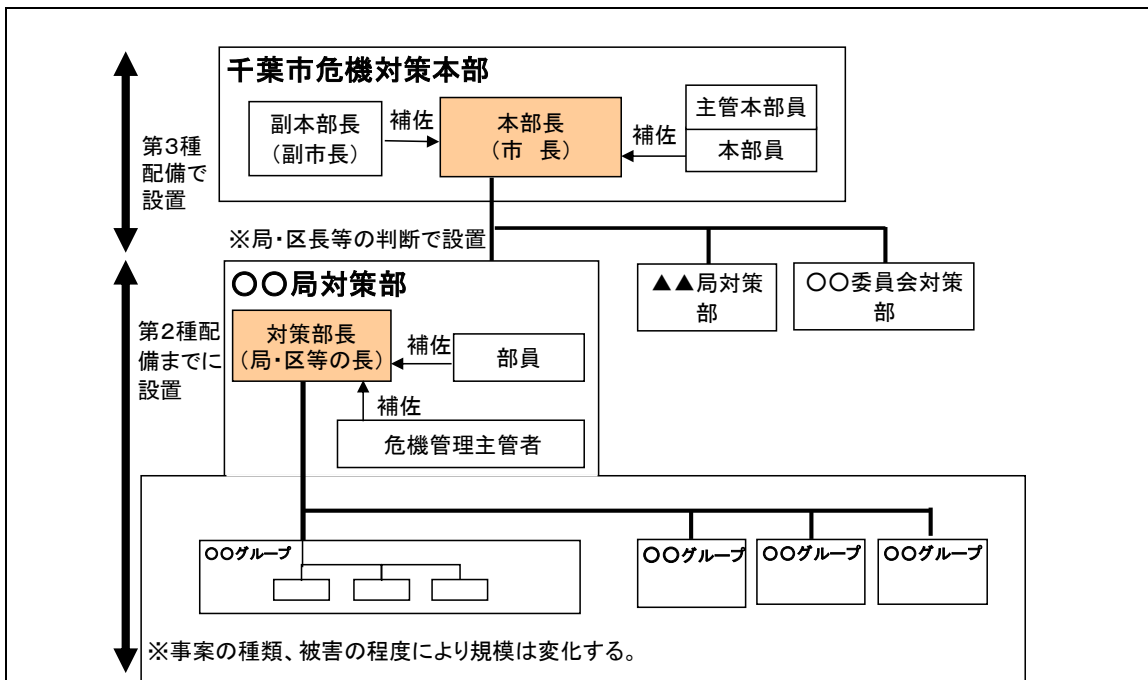 千葉市危機対策本部
副本部長
(副市長)
補佐
本部長
(市 長)
補佐
主管本部員
本部員
第3種
配備で
設置
※局・区長等の判断で設置
〇〇局対策部
▲▲局対策
部
〇〇委員会対策
部
第2種配
備までに
設置
対策部長
(局・区等の長)
補佐
部員
補佐
危機管理主管者
〇〇グループ
〇〇グループ
〇〇グループ
〇〇グループ
※事案の種類、被害の程度により規模は変化する。